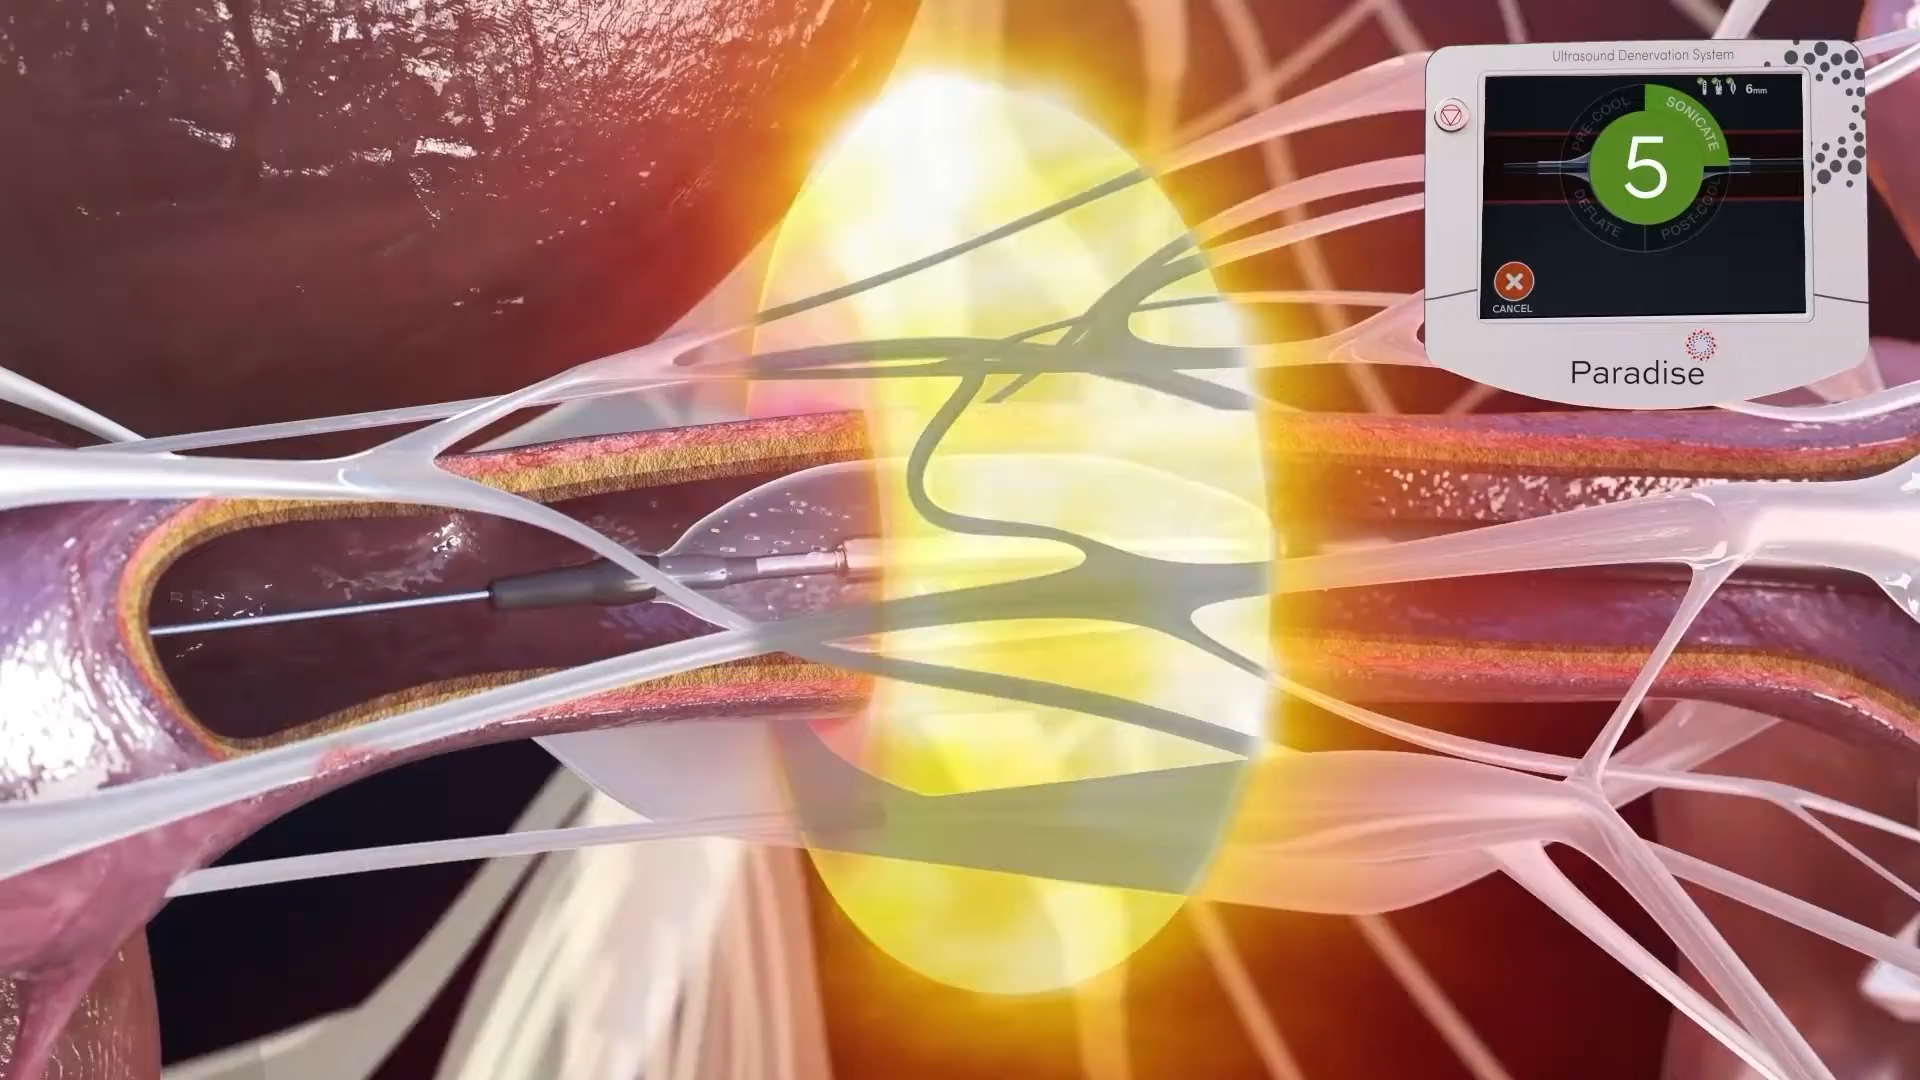 Ultrasound Denervation System
6mm
PRE-COOL
SONICATE
5
DEFLATE
POST-COOL
CANCEL
Paradise